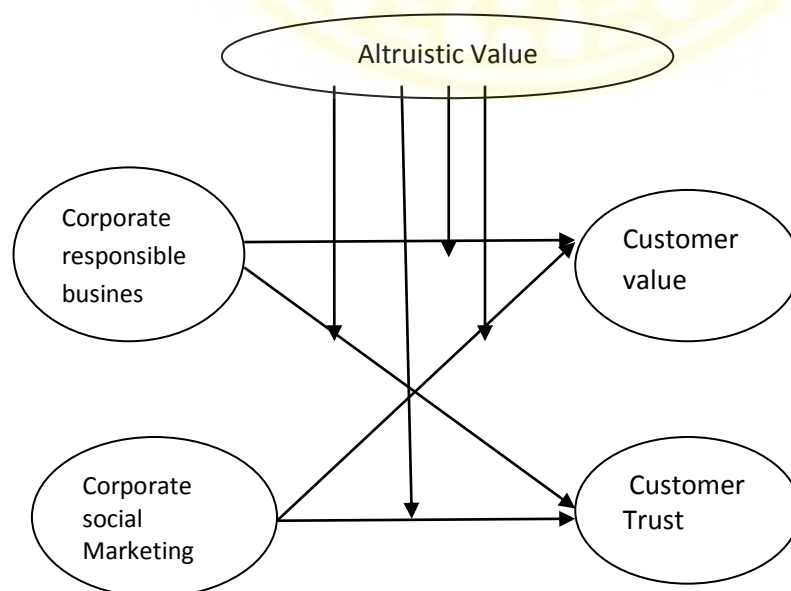 Altruistic Value
Corporate
responsible
busines
Customer
value
Corporate
social
Marketing
Customer
Trust